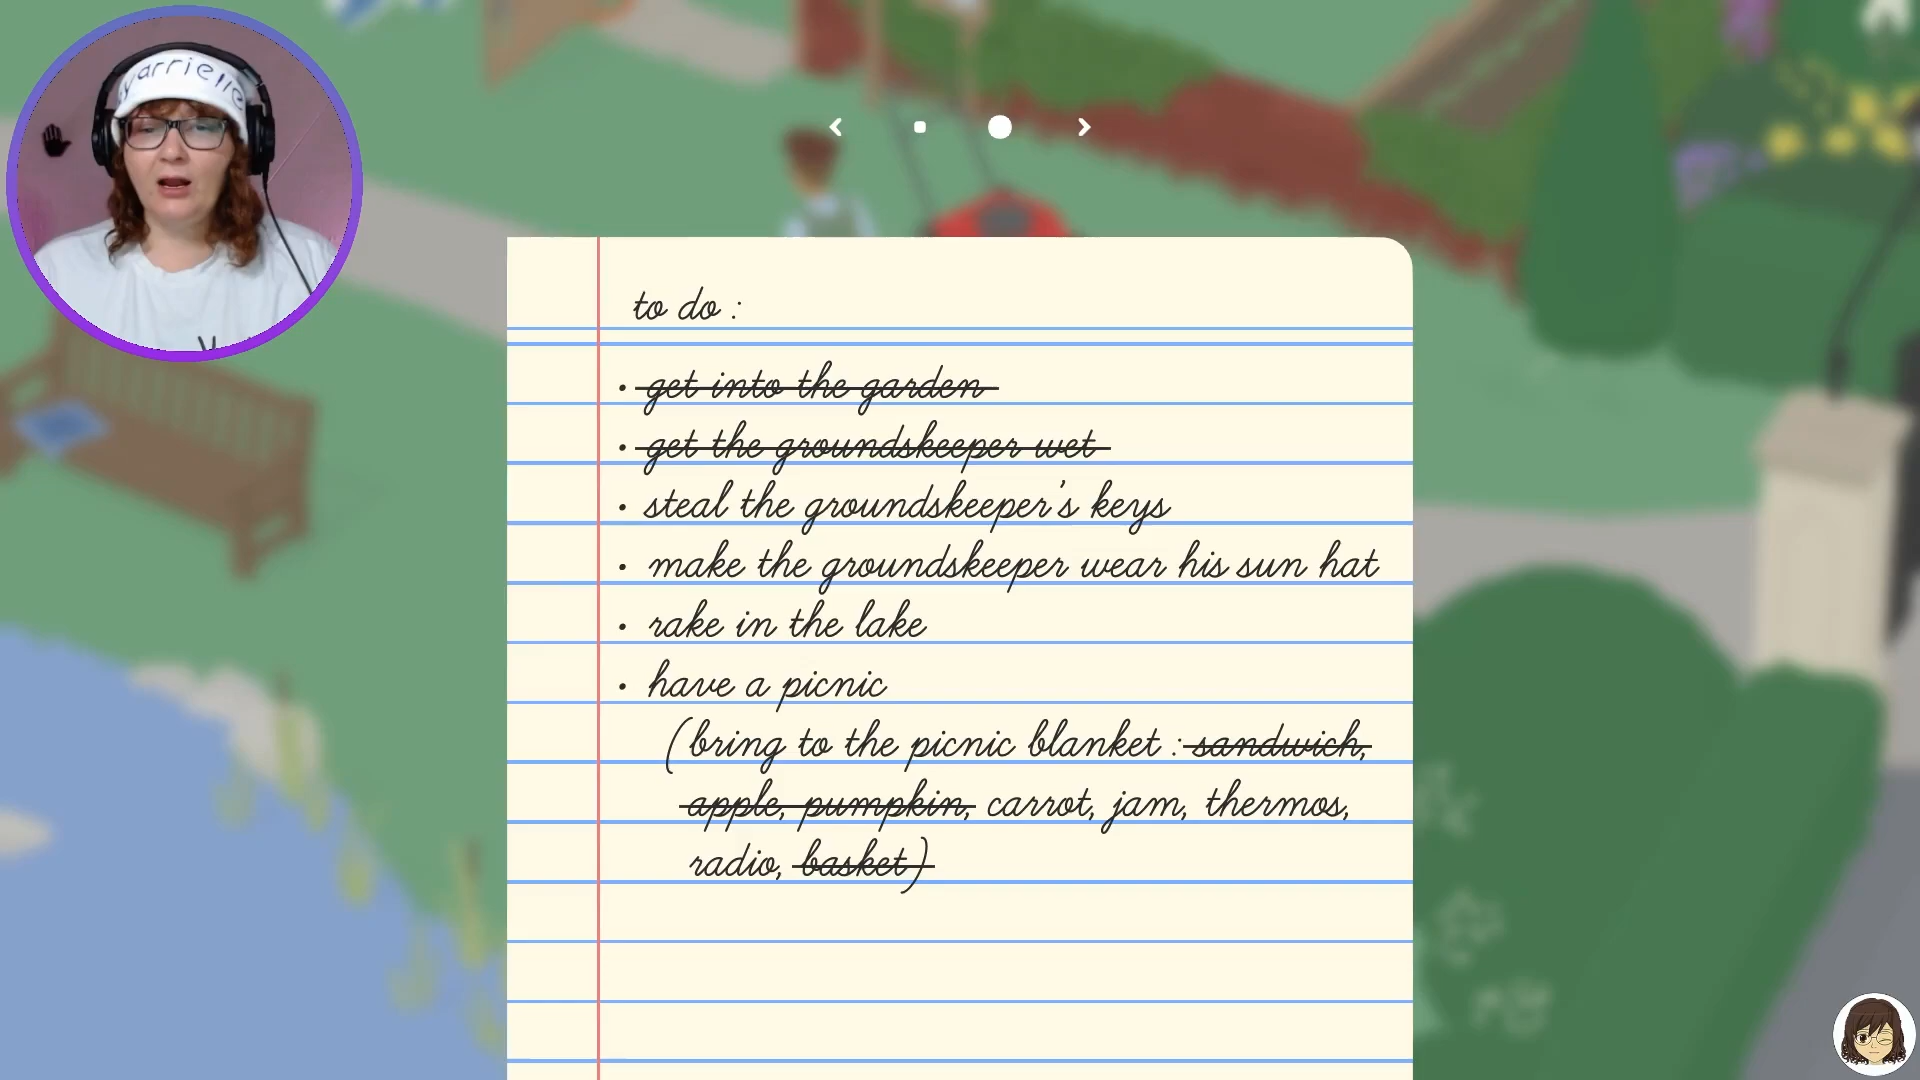 yarrielle
to do :
• get into the garden
• get the groundskeeper wet
• steal the groundskeeper's keys
• make the groundskeeper wear his sun hat
• rake in the lake
• have a picnic
(bring to the picnic blanket : sandwich,
apple, pumpkin, carrot, jam, thermos,
radio, basket)